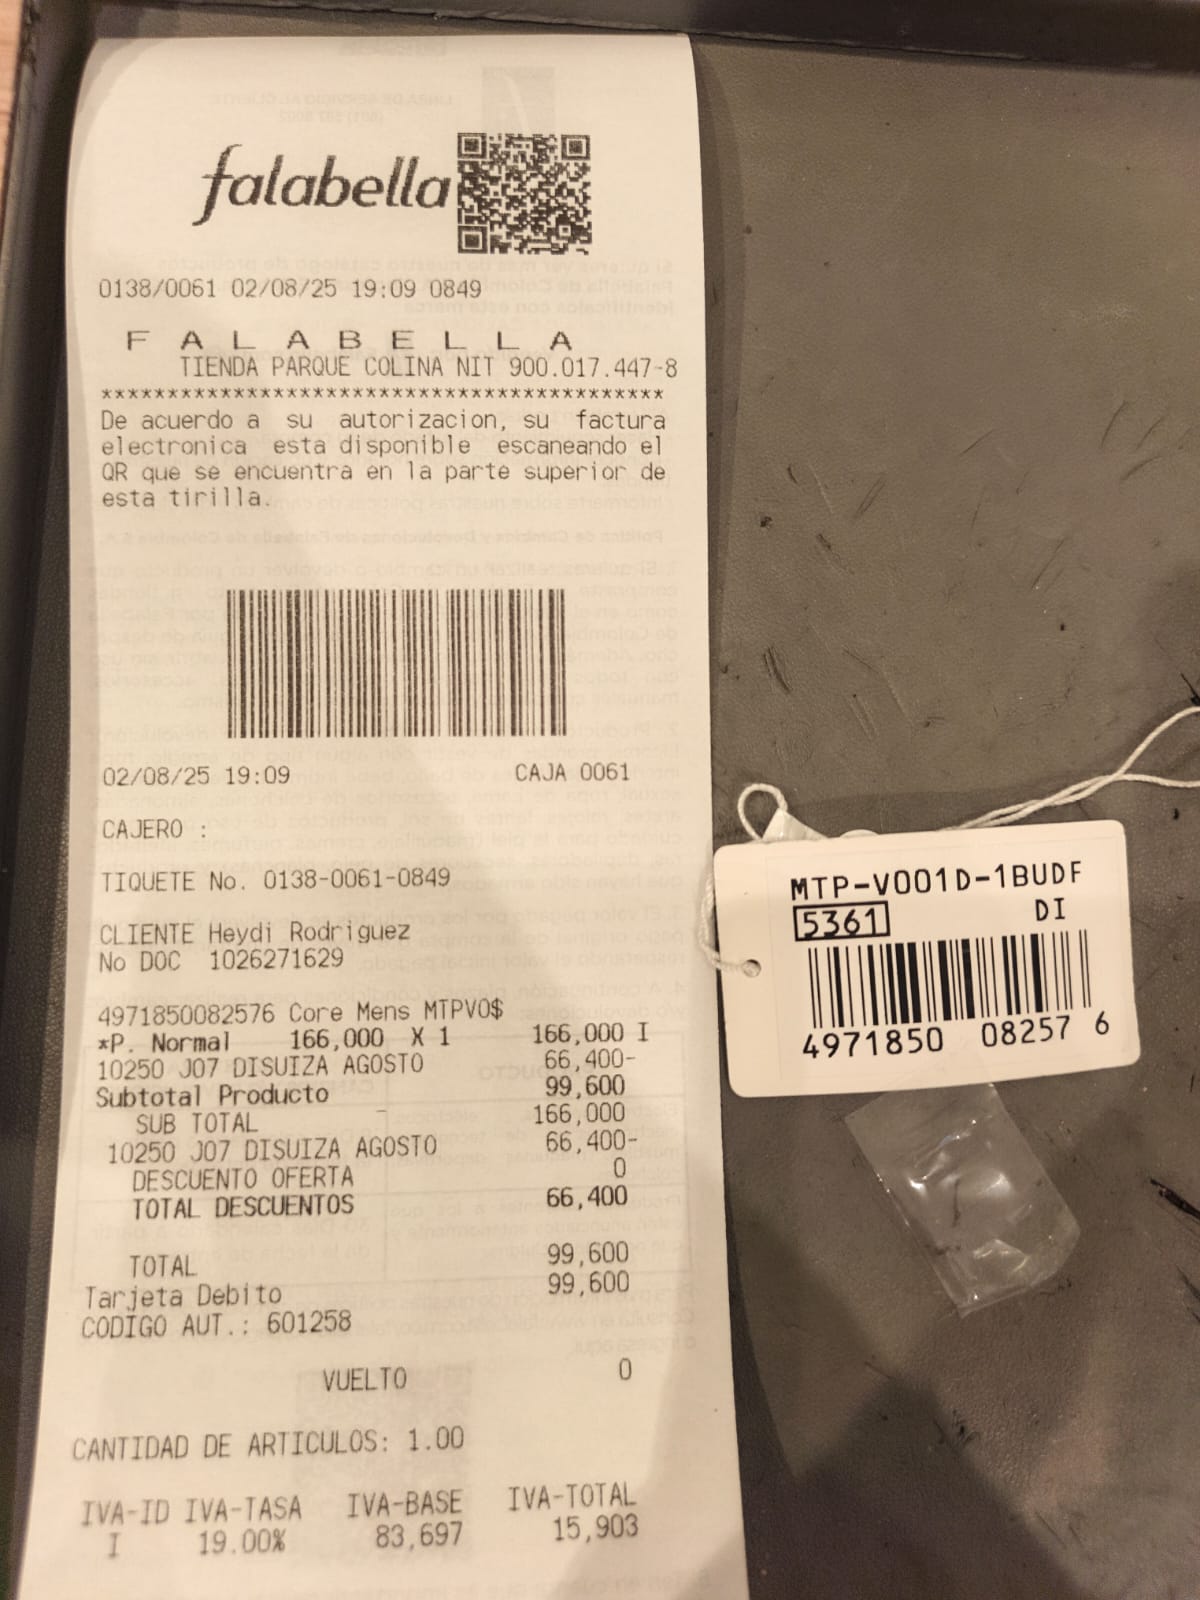 falabella
0138/0061 02/08/25 19:09 0849
F A L A B E L L A
TIENDA PARQUE COLINA NIT 900.017.447-8
*******************************************
De acuerdo a su autorizacion, su factura
electronica esta disponible escaneando el
QR que se encuentra en la parte superior de
esta tirilla.
02/08/25 19:09 CAJA 0061
CAJERO :
TIQUETE No. 0138-0061-0849
CLIENTE Heydi Rodriguez
No DOC 1026271629
4971850082576 Core Mens MTPV0$
*P. Normal 166,000 X 1 166,000 I
10250 J07 DISUIZA AGOSTO 66,400-
Subtotal Producto 99,600
SUB TOTAL 166,000
10250 J07 DISUIZA AGOSTO 66,400-
DESCUENTO OFERTA 0
TOTAL DESCUENTOS 66,400
TOTAL 99,600
Tarjeta Debito 99,600
CODIGO AUT.: 601258
VUELTO 0
CANTIDAD DE ARTICULOS: 1.00
IVA-ID IVA-TASA IVA-BASE IVA-TOTAL
I 19.00% 83,697 15,903
MTP-V001D-1BUDF
5361 DI
4971850 08257 6